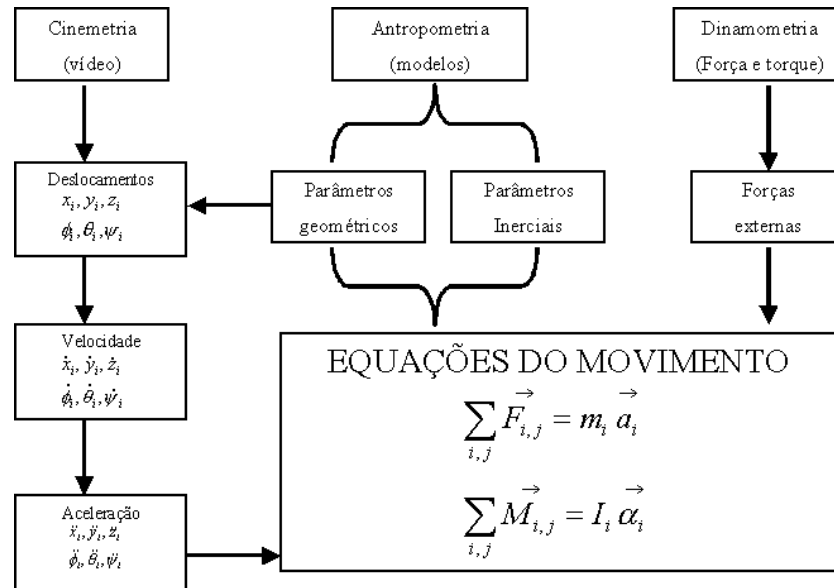 Cinemetria
(vídeo)
Antropometria
(modelos)
Dinamometria
(Força e torque)
Deslocamentos
x_i, y_i, z_i
ϕ_i, θ_i, ψ_i
Parâmetros
geométricos
Parâmetros
Inerciais
Forças
externas
Velocidade
ẋ_i, ẏ_i, ż_i
ϕ̇_i, θ̇_i, ψ̇_i
Aceleração
ẍ_i, ÿ_i, z̈_i
ϕ̈_i, θ̈_i, ψ̈_i
EQUAÇÕES DO MOVIMENTO
∑_{i,j} F⃗_{i,j} = m_i a⃗_i
∑_{i,j} M⃗_{i,j} = I_i α⃗_i